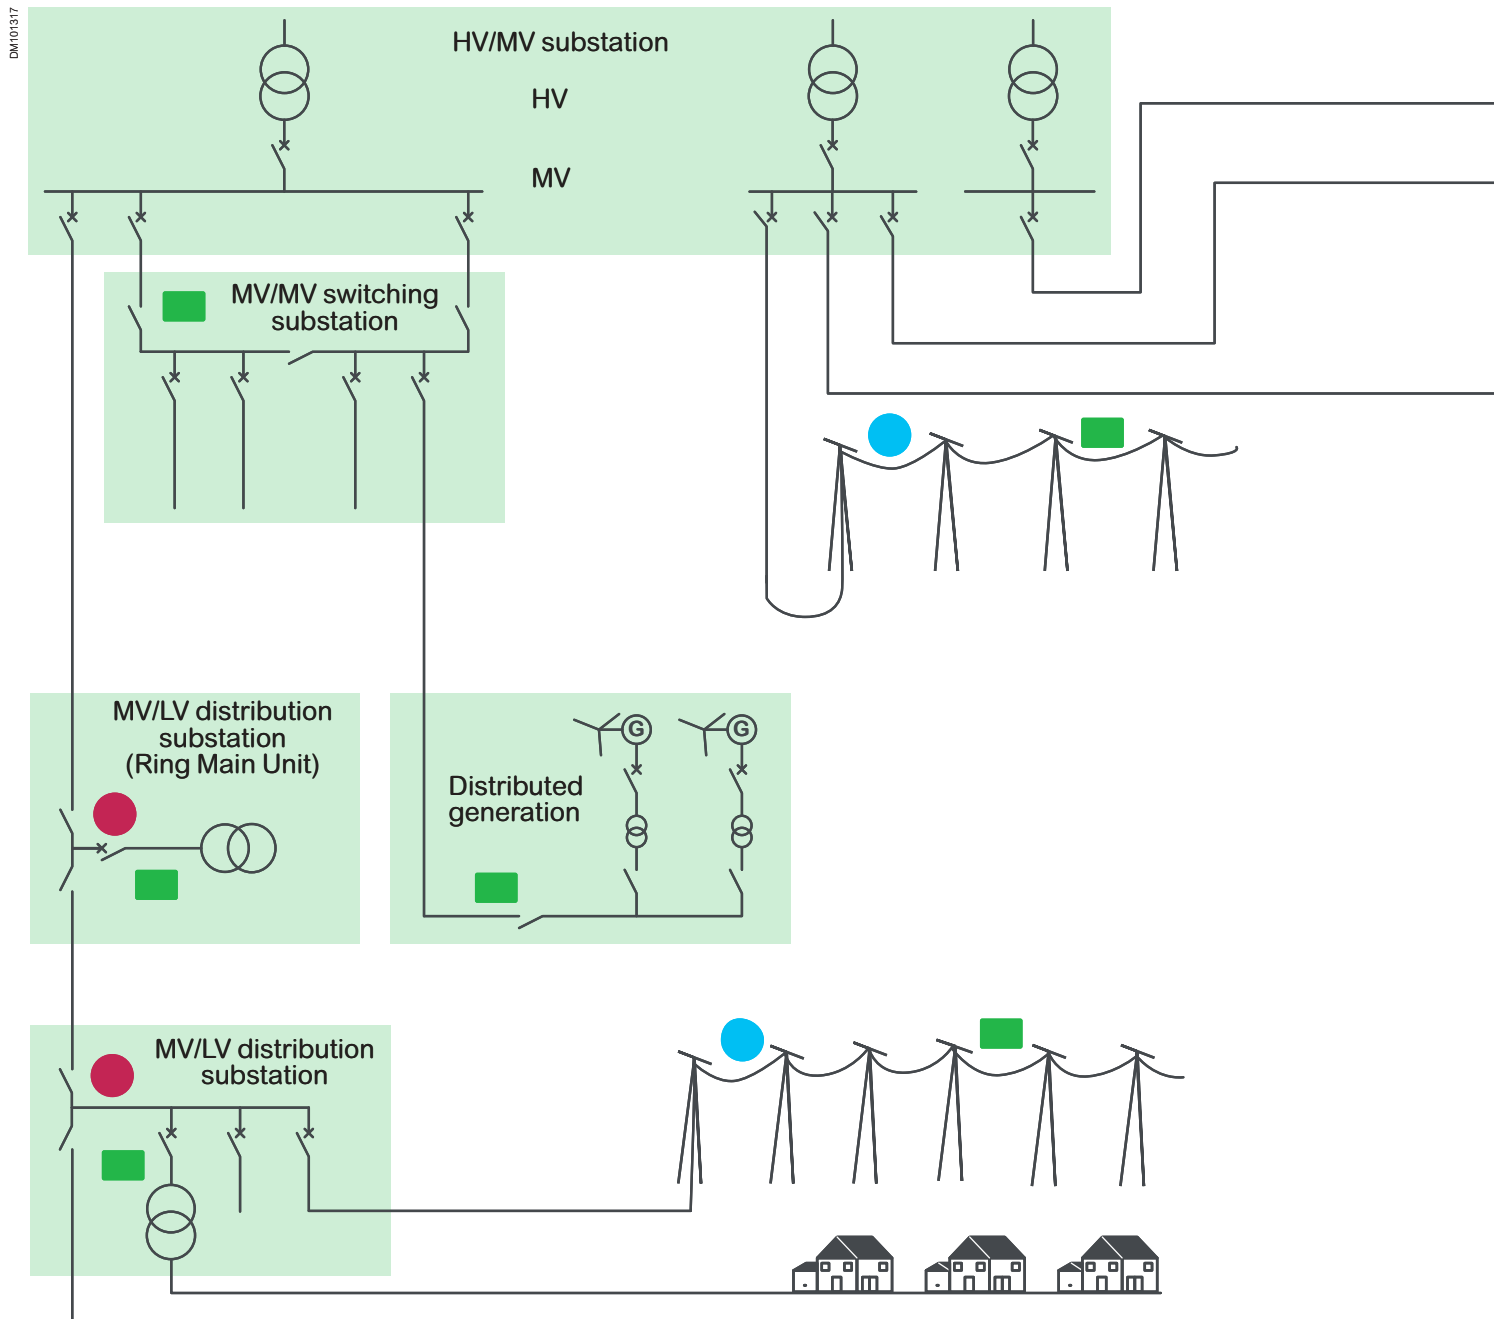 DM101317
HV/MV substation
HV
MV
MV/MV switching
substation
MV/LV distribution
substation
(Ring Main Unit)
G
G
Distributed
generation
MV/LV distribution
substation